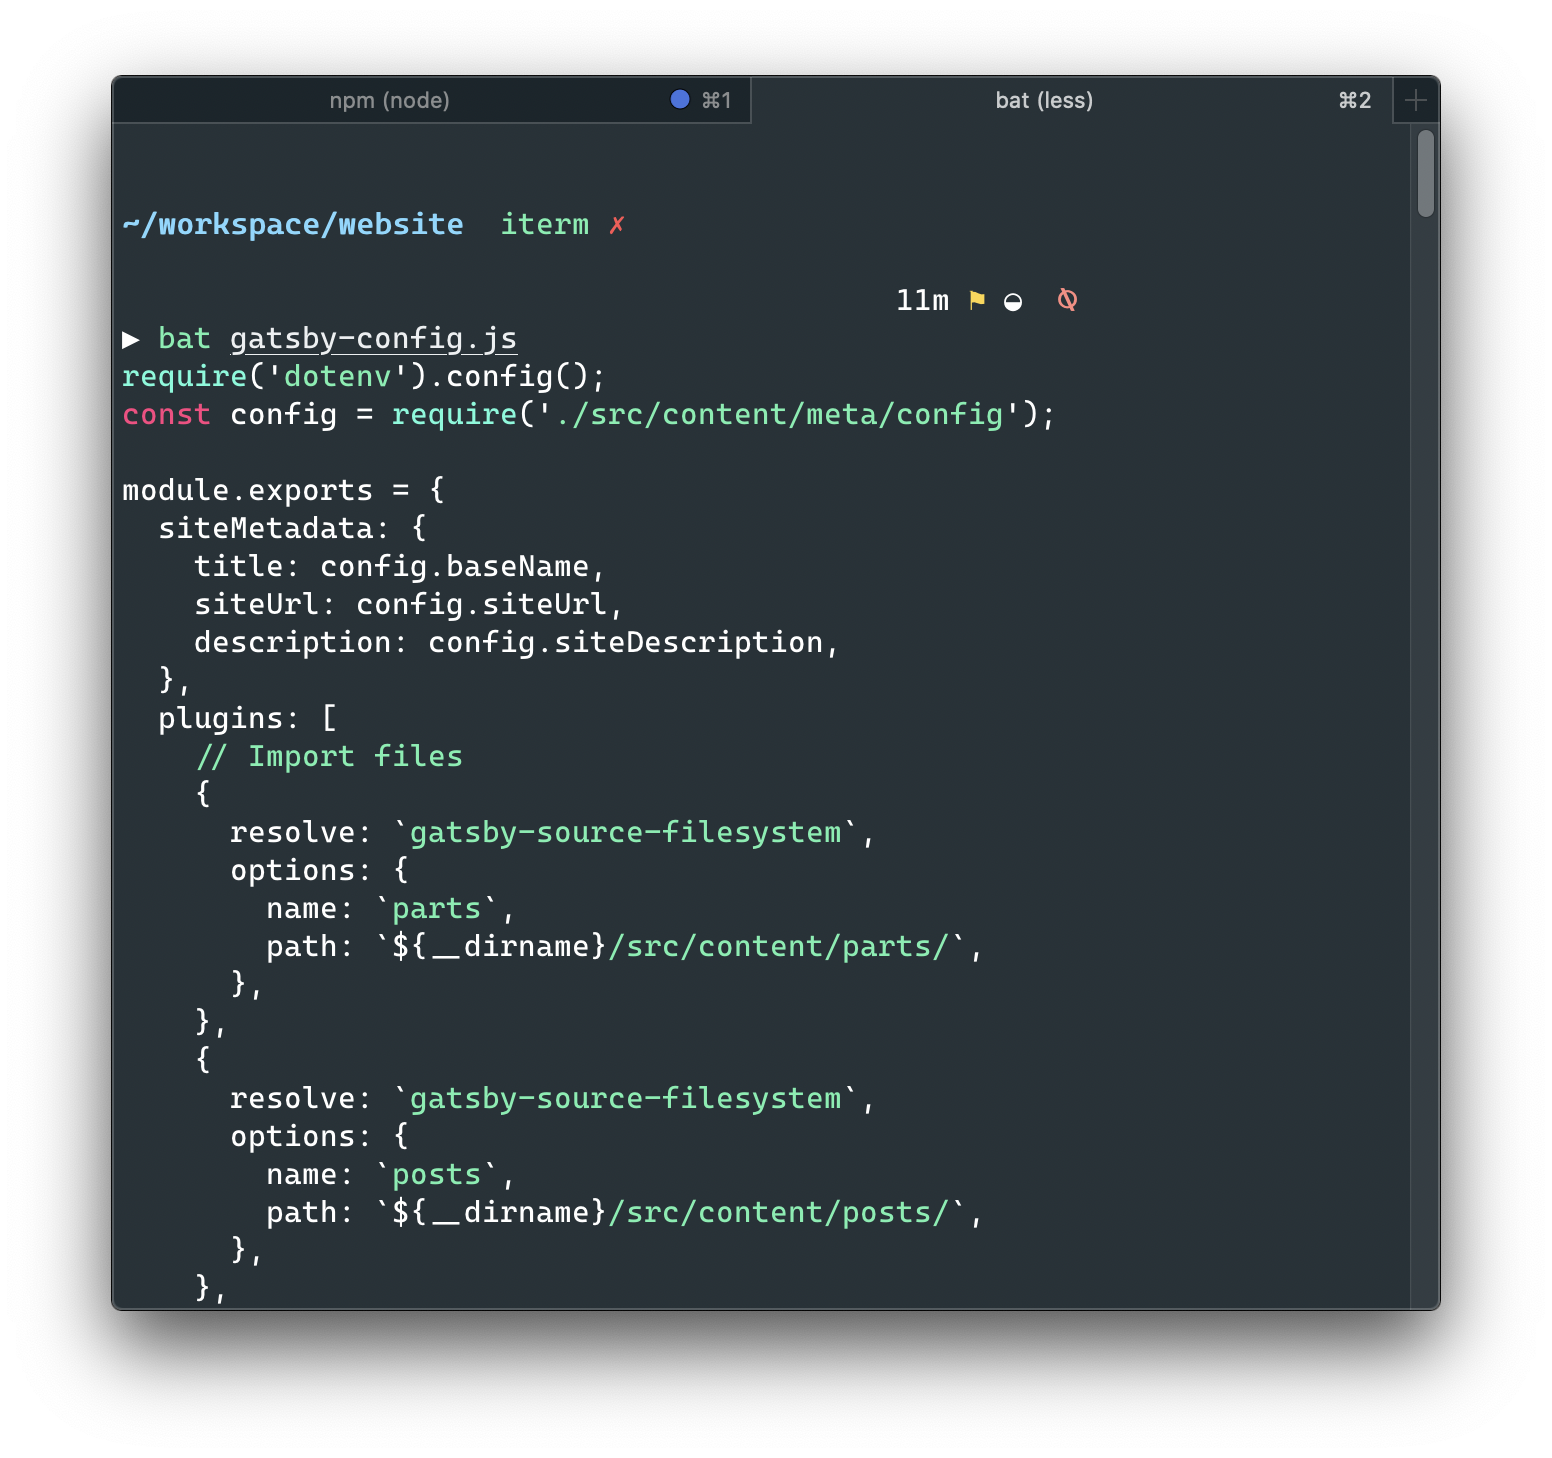 npm (node) ⌘1 bat (less) ⌘2
~/workspace/website  iterm ✗
11m ⚑ ◒
▶ bat gatsby-config.js
require('dotenv').config();
const config = require('./src/content/meta/config');

module.exports = {
  siteMetadata: {
    title: config.baseName,
    siteUrl: config.siteUrl,
    description: config.siteDescription,
  },
  plugins: [
    // Import files
    {
      resolve: `gatsby-source-filesystem`,
      options: {
        name: `parts`,
        path: `${__dirname}/src/content/parts/`,
      },
    },
    {
      resolve: `gatsby-source-filesystem`,
      options: {
        name: `posts`,
        path: `${__dirname}/src/content/posts/`,
      },
    },